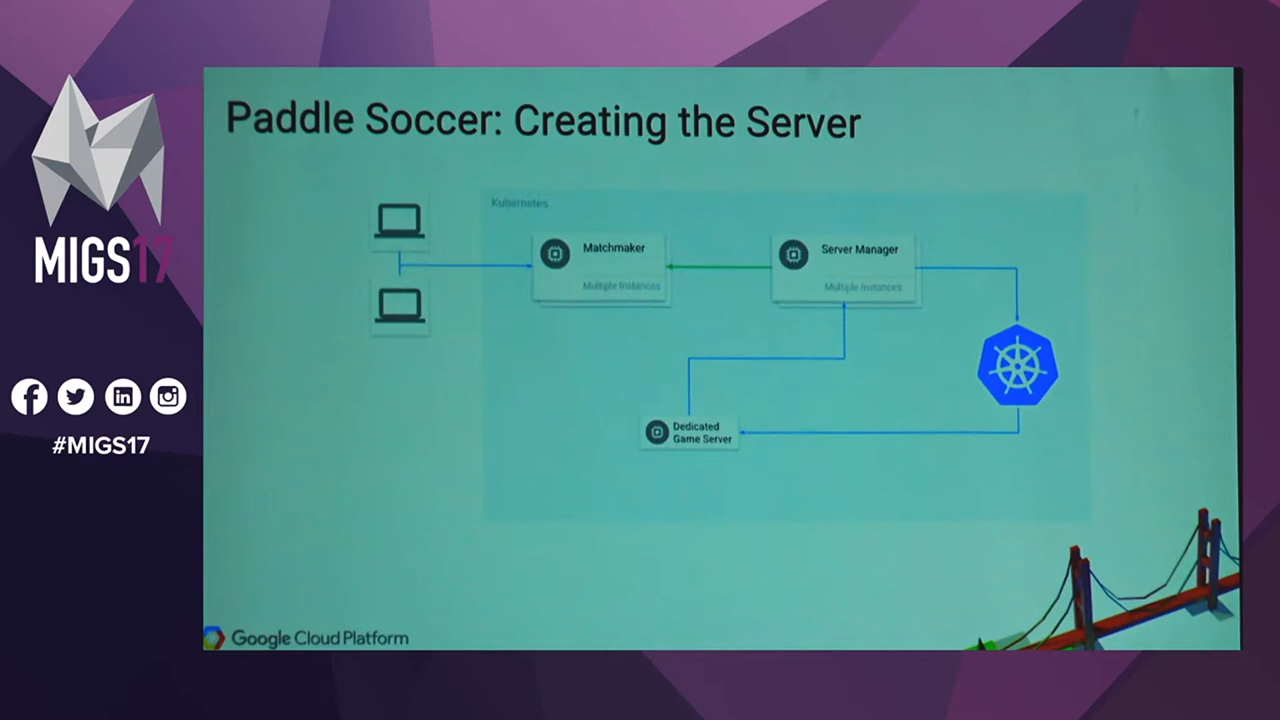 Paddle Soccer: Creating the Server
Kubernetes
Matchmaker
Multiple Instances
Server Manager
Multiple Instances
Dedicated
Game Server
Google Cloud Platform
MIGS17
#MIGS17